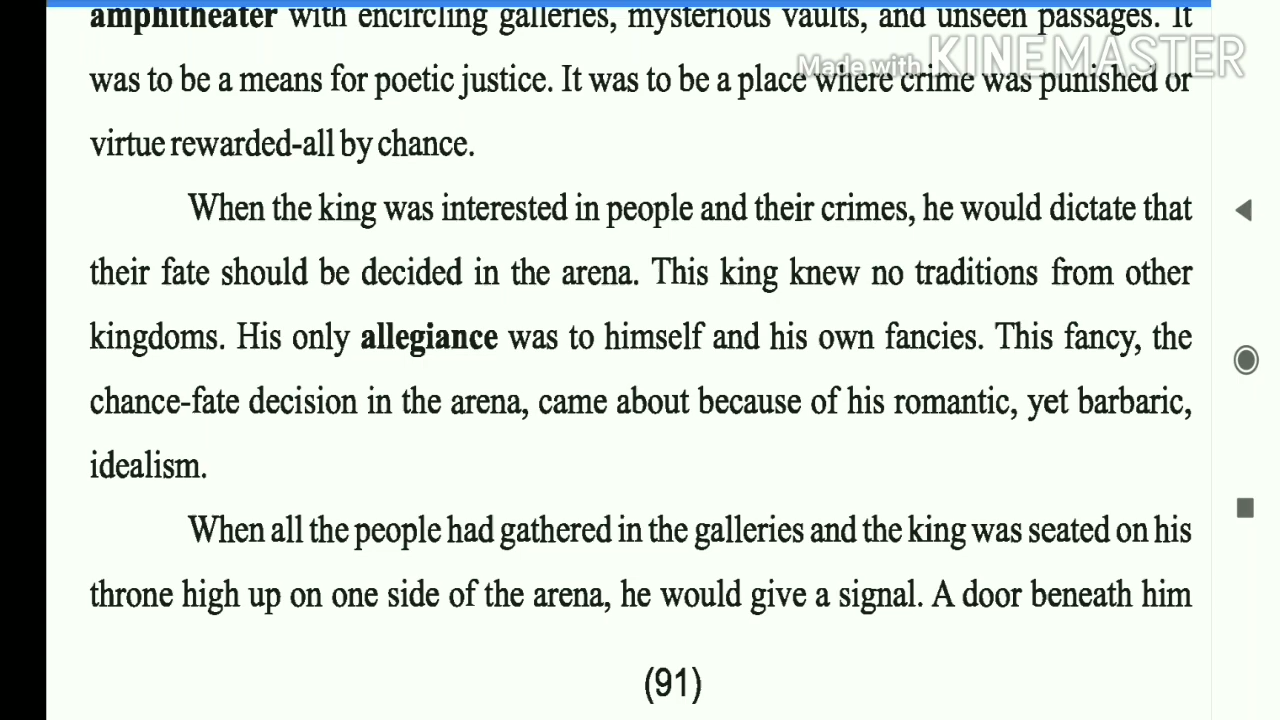 amphitheater with encircling galleries, mysterious vaults, and unseen passages. It
Made with KINEMASTER
was to be a means for poetic justice. It was to be a place where crime was punished or
virtue rewarded-all by chance.
When the king was interested in people and their crimes, he would dictate that
their fate should be decided in the arena. This king knew no traditions from other
kingdoms. His only allegiance was to himself and his own fancies. This fancy, the
chance-fate decision in the arena, came about because of his romantic, yet barbaric,
idealism.
When all the people had gathered in the galleries and the king was seated on his
throne high up on one side of the arena, he would give a signal. A door beneath him
(91)